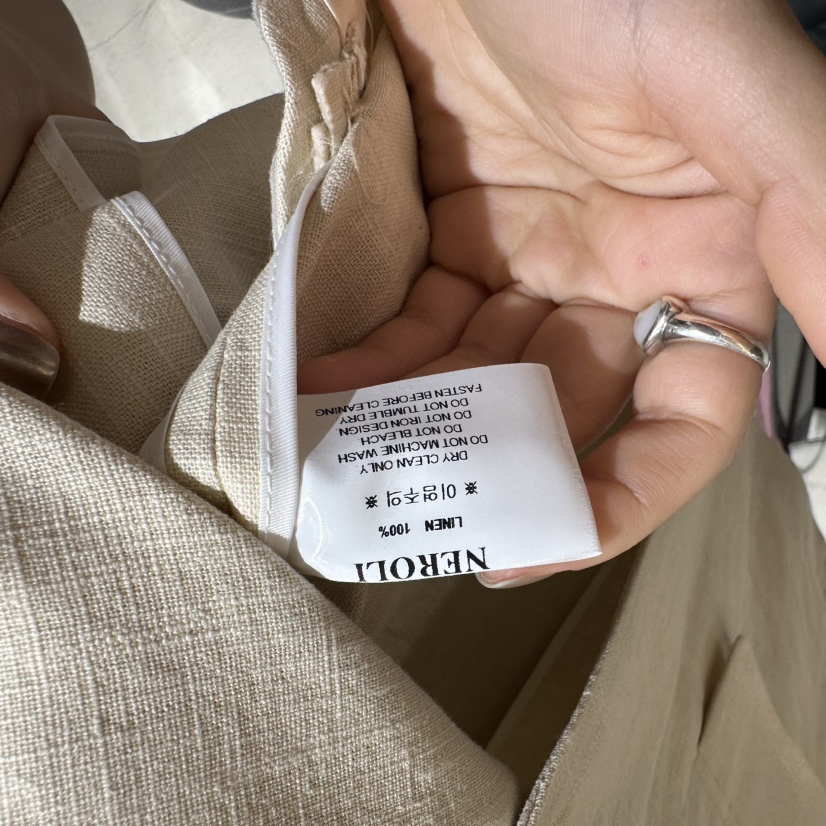 NEROLI
LINEN 100%
※ 이염주의 ※
DRY CLEAN ONLY.
DO NOT MACHINE WASH
DO NOT BLEACH
DO NOT IRON DESIGN
DO NOT TUMBLE DRY
FASTEN BEFORE CLEANING